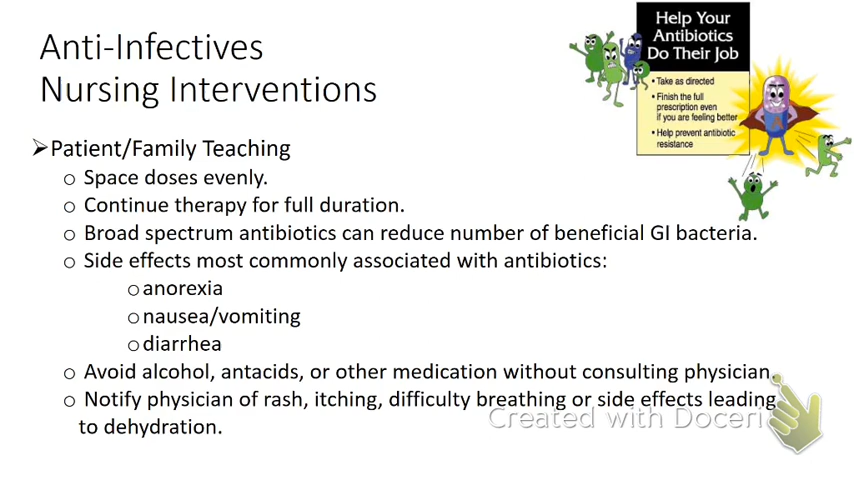 Anti-Infectives
Nursing Interventions
Help Your
Antibiotics
Do Their Job
• Take as directed
• Finish the full
prescription even
if you are feeling better
• Help prevent antibiotic
resistance
➢Patient/Family Teaching
o Space doses evenly.
o Continue therapy for full duration.
o Broad spectrum antibiotics can reduce number of beneficial GI bacteria.
o Side effects most commonly associated with antibiotics:
o anorexia
o nausea/vomiting
o diarrhea
o Avoid alcohol, antacids, or other medication without consulting physician.
o Notify physician of rash, itching, difficulty breathing or side effects leading
to dehydration.
Created with Doceri